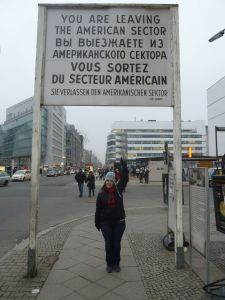 YOU ARE LEAVING
THE AMERICAN SECTOR
ВЫ ВЫЕЗЖАЕТЕ ИЗ
АМЕРИКАНСКОГО СЕКТОРА
VOUS SORTEZ
DU SECTEUR AMÉRICAIN
SIE VERLASSEN DEN AMERIKANISCHEN SEKTOR